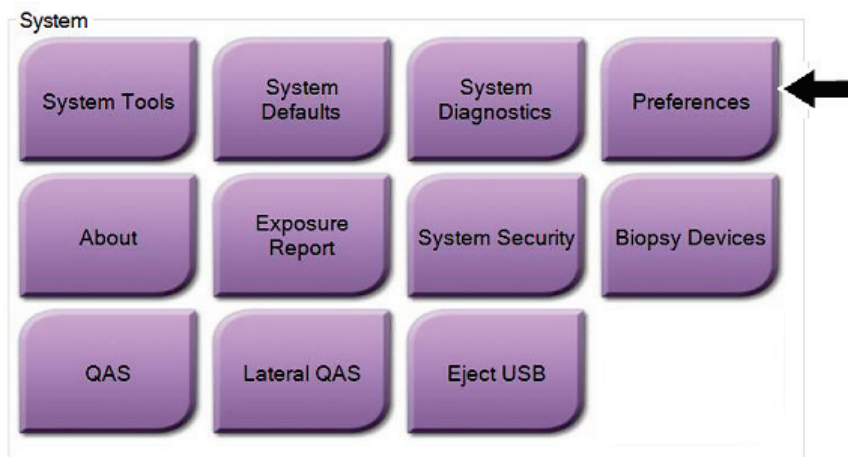 System
System Tools
System
Defaults
System
Diagnostics
Preferences
About
Exposure
Report
System Security
Biopsy Devices
QAS
Lateral QAS
Eject USB